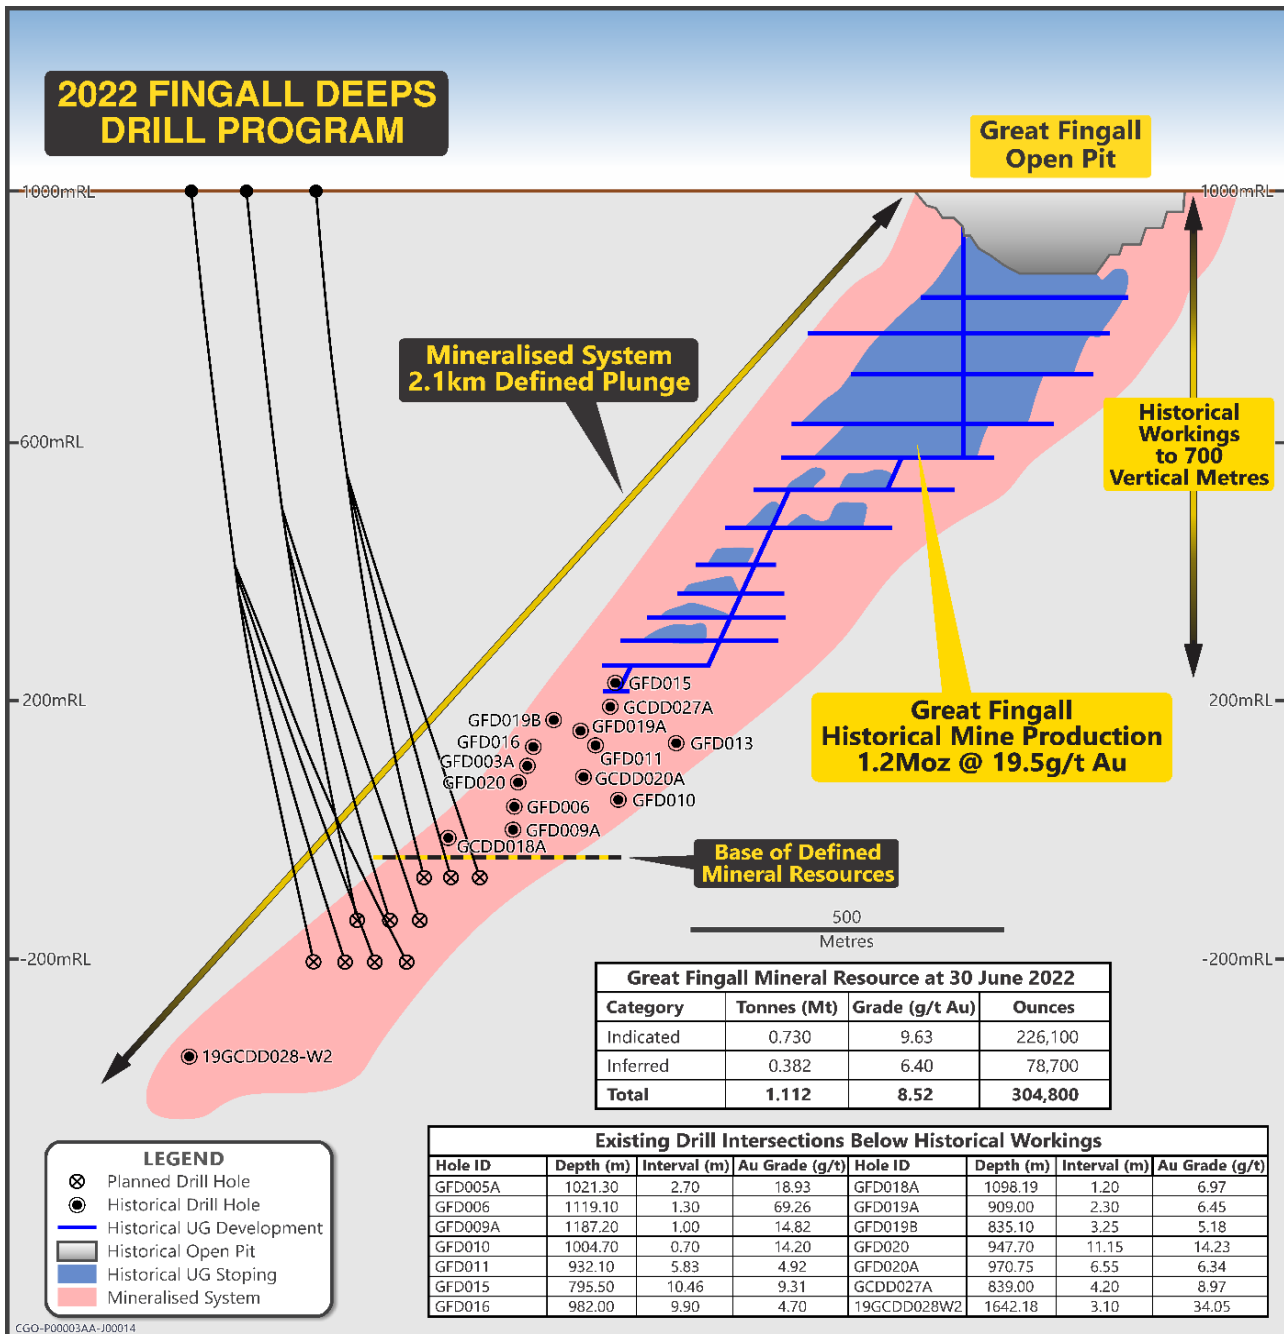 2022 FINGALL DEEPS
DRILL PROGRAM
Great Fingall
Open Pit
1000mRL
1000mRL
Mineralised System
2.1km Defined Plunge
Historical
Workings
to 700
Vertical Metres
600mRL
200mRL
200mRL
GFD015
GCDD027A
GFD019B
GFD019A
GFD016
GFD013
GFD011
GFD003A
GCDD020A
GFD020
GFD010
GFD006
GFD009A
GCDD018A
Great Fingall
Historical Mine Production
1.2Moz @ 19.5g/t Au
Base of Defined
Mineral Resources
500
Metres
-200mRL
-200mRL
19GCDD028-W2
Great Fingall Mineral Resource at 30 June 2022
Category Tonnes (Mt) Grade (g/t Au) Ounces
Indicated 0.730 9.63 226,100
Inferred 0.382 6.40 78,700
Total 1.112 8.52 304,800
LEGEND
Planned Drill Hole
Historical Drill Hole
Historical UG Development
Historical Open Pit
Historical UG Stoping
Mineralised System
Existing Drill Intersections Below Historical Workings
Hole ID Depth (m) Interval (m) Au Grade (g/t) Hole ID Depth (m) Interval (m) Au Grade (g/t)
GFD005A 1021.30 2.70 18.93 GFD018A 1098.19 1.20 6.97
GFD006 1119.10 1.30 69.26 GFD019A 909.00 2.30 6.45
GFD009A 1187.20 1.00 14.82 GFD019B 835.10 3.25 5.18
GFD010 1004.70 0.70 14.20 GFD020 947.70 11.15 14.23
GFD011 932.10 5.83 4.92 GFD020A 970.75 6.55 6.34
GFD015 795.50 10.46 9.31 GCDD027A 839.00 4.20 8.97
GFD016 982.00 9.90 4.70 19GCDD028W2 1642.18 3.10 34.05
CGO-P00003AA-J00014